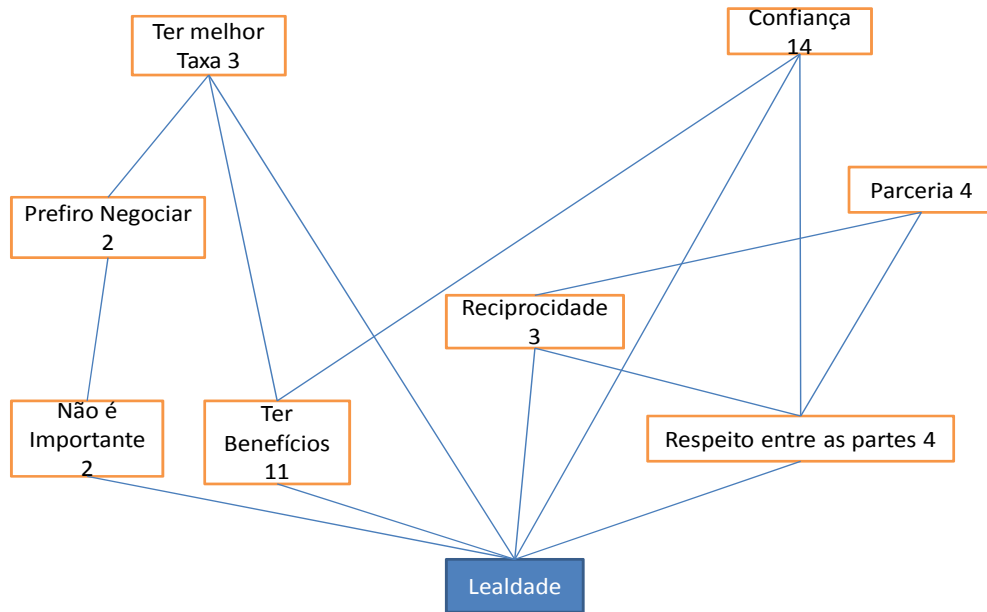 Ter melhor
Taxa 3
Confiança
14
Parceria 4
Prefiro Negociar
2
Reciprocidade
3
Não é
Importante
2
Ter
Benefícios
11
Respeito entre as partes 4
Lealdade